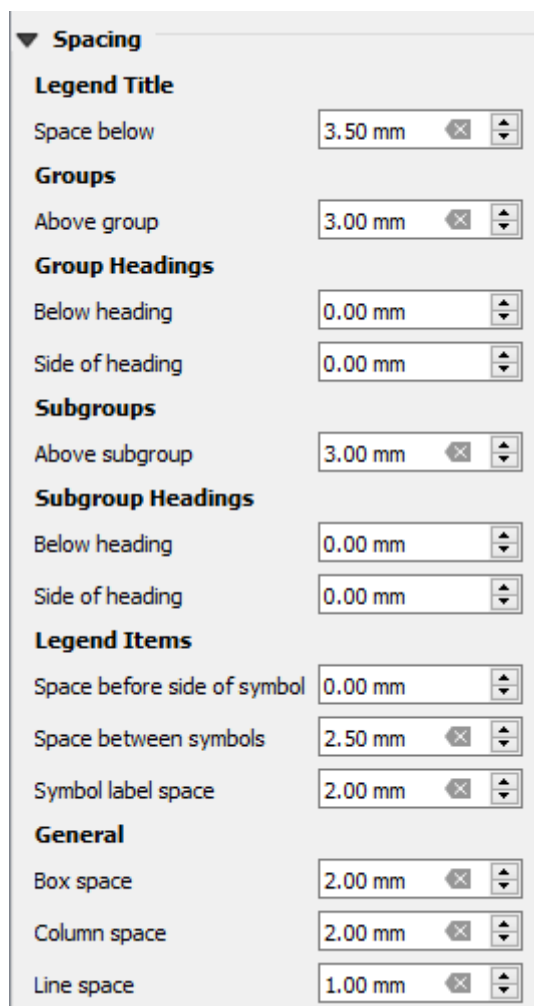 Spacing
Legend Title
Space below 3.50 mm
Groups
Above group 3.00 mm
Group Headings
Below heading 0.00 mm
Side of heading 0.00 mm
Subgroups
Above subgroup 3.00 mm
Subgroup Headings
Below heading 0.00 mm
Side of heading 0.00 mm
Legend Items
Space before side of symbol 0.00 mm
Space between symbols 2.50 mm
Symbol label space 2.00 mm
General
Box space 2.00 mm
Column space 2.00 mm
Line space 1.00 mm